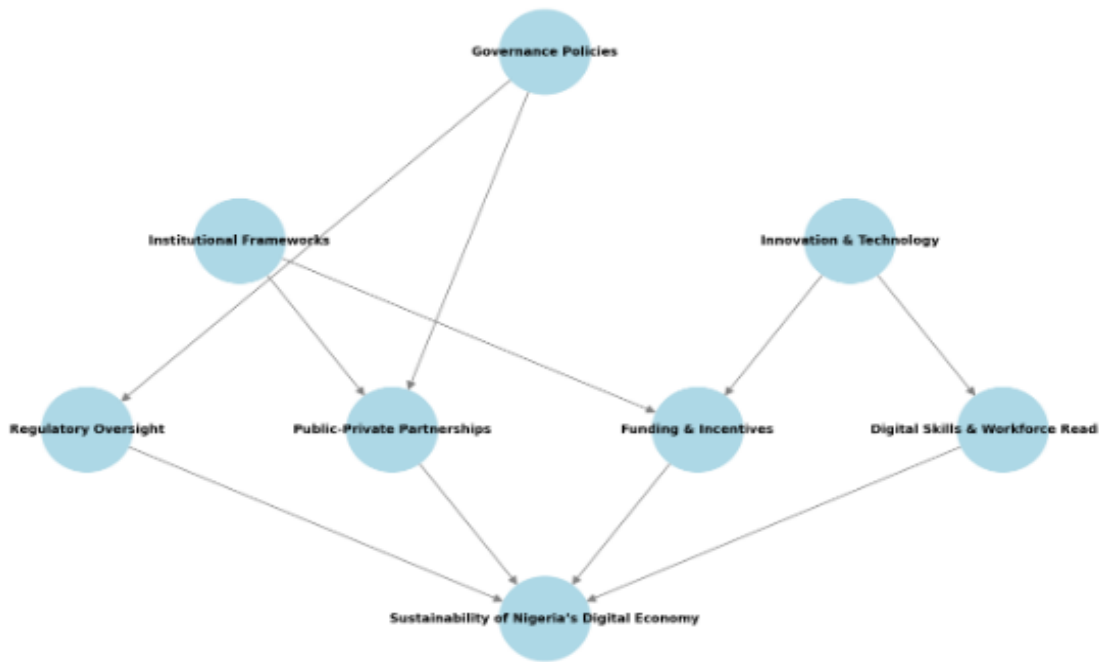 Governance Policies
Institutional Frameworks
Innovation & Technology
Regulatory Oversight
Public-Private Partnerships
Funding & Incentives
Digital Skills & Workforce Readi
Sustainability of Nigeria's Digital Economy